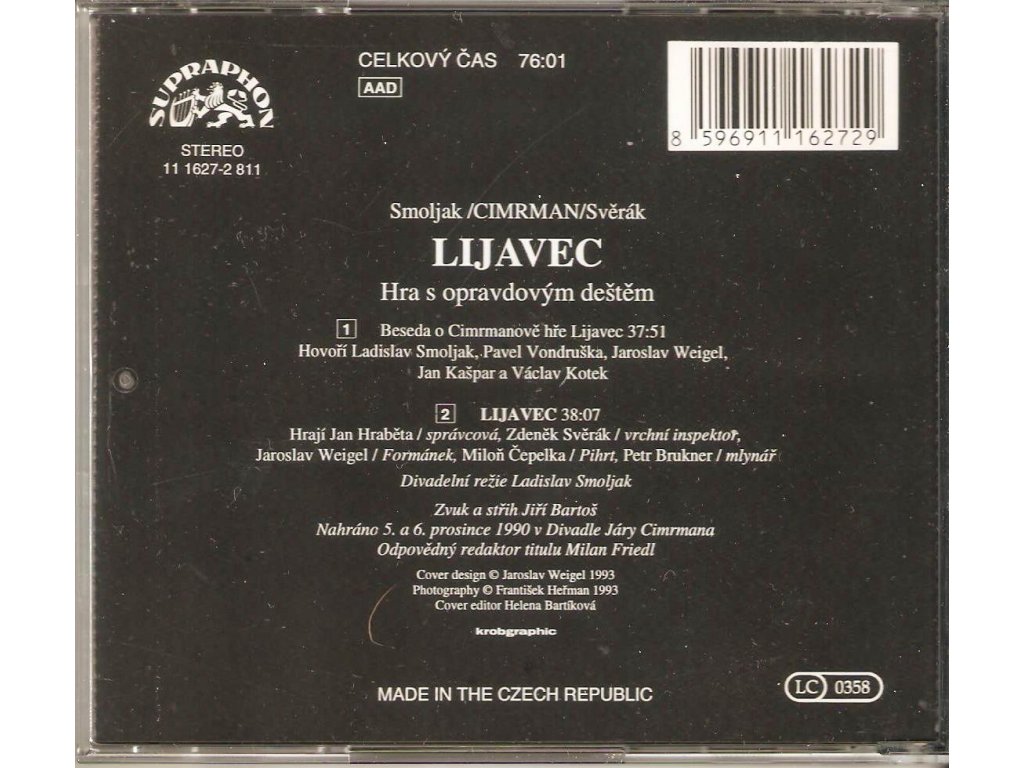 SUPRAPHON
STEREO
11 1627-2 811
CELKOVÝ ČAS 76:01
AAD
8 596911 162729
Smoljak /CIMRMAN/Svěrák
LIJAVEC
Hra s opravdovým deštěm
1 Beseda o Cimrmanově hře Lijavec 37:51
Hovoří Ladislav Smoljak, Pavel Vondruška, Jaroslav Weigel,
Jan Kašpar a Václav Kotek
2 LIJAVEC 38:07
Hrají Jan Hraběta / správcová, Zdeněk Svěrák / vrchní inspektor,
Jaroslav Weigel / Formánek, Miloň Čepelka / Pihrt, Petr Brukner / mlynář
Divadelní režie Ladislav Smoljak
Zvuk a střih Jiří Bartoš
Nahráno 5. a 6. prosince 1990 v Divadle Járy Cimrmana
Odpovědný redaktor titulu Milan Friedl
Cover design © Jaroslav Weigel 1993
Photography © František Heřman 1993
Cover editor Helena Bartíková
krobgraphic
MADE IN THE CZECH REPUBLIC
LC 0358